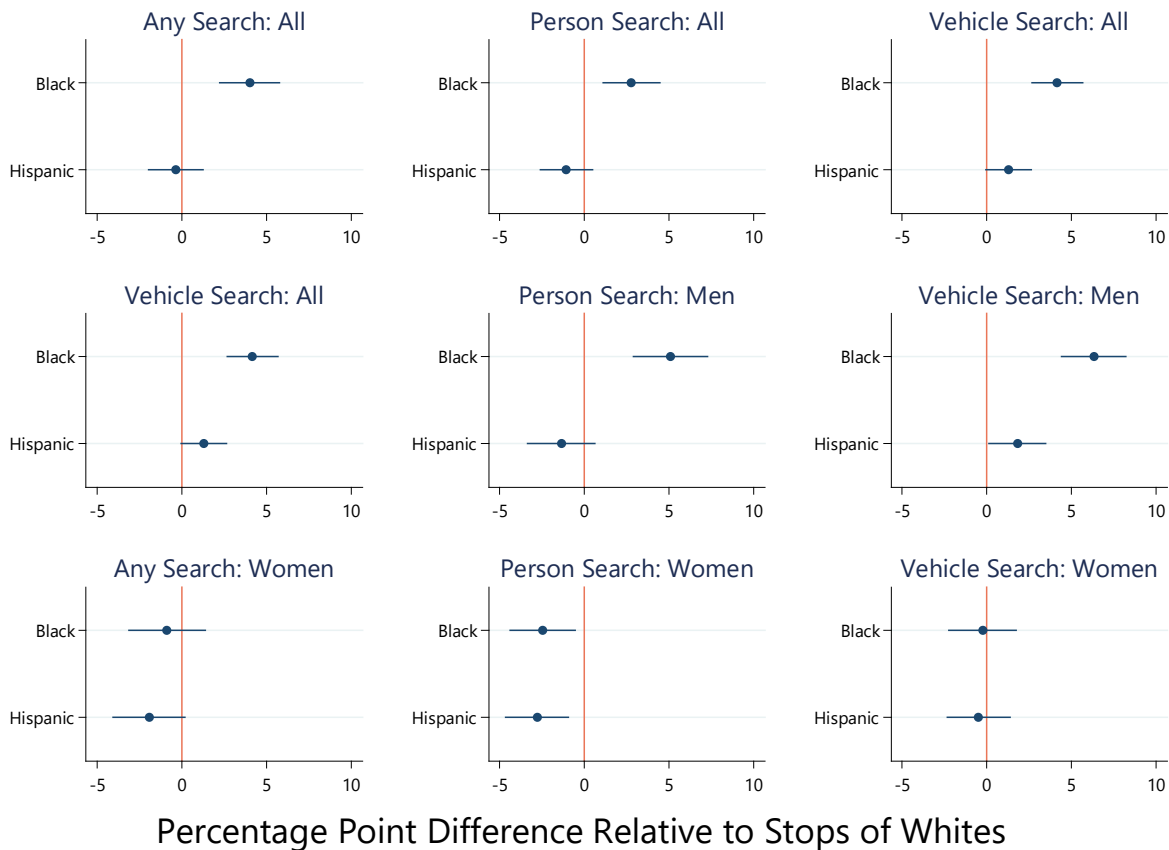 Any Search: All
Person Search: All
Vehicle Search: All
Black
Hispanic
-5 0 5 10
Black
Hispanic
-5 0 5 10
Black
Hispanic
-5 0 5 10
Vehicle Search: All
Person Search: Men
Vehicle Search: Men
Black
Hispanic
-5 0 5 10
Black
Hispanic
-5 0 5 10
Black
Hispanic
-5 0 5 10
Any Search: Women
Person Search: Women
Vehicle Search: Women
Black
Hispanic
-5 0 5 10
Black
Hispanic
-5 0 5 10
Black
Hispanic
-5 0 5 10
Percentage Point Difference Relative to Stops of Whites